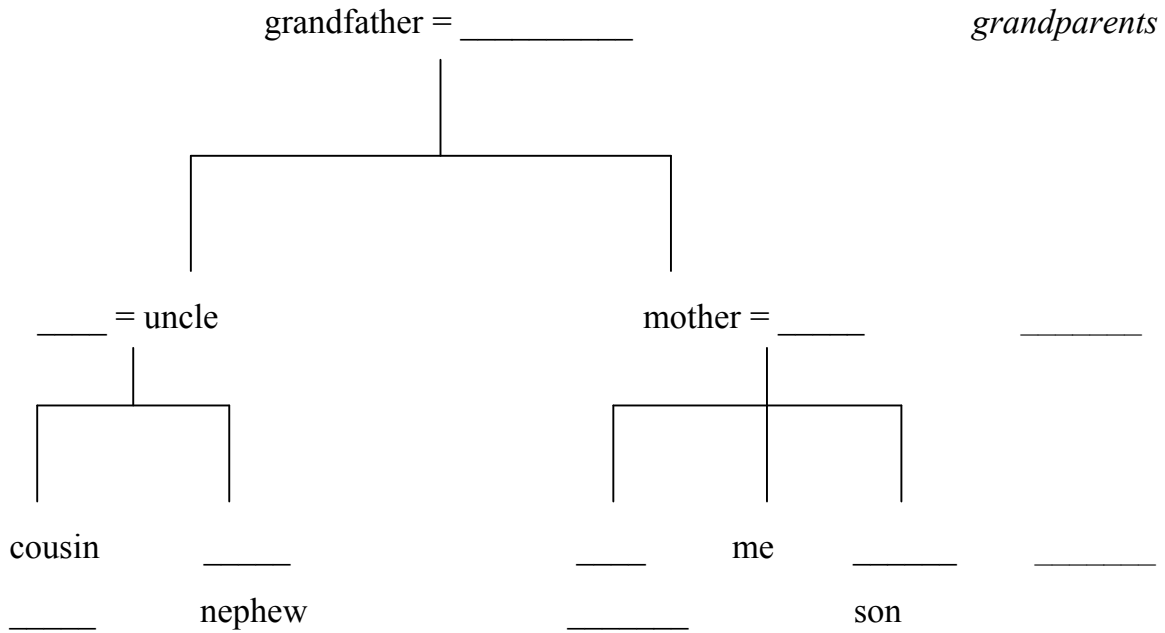 grandfather = __________ grandparents
____ = uncle mother = _____ _______
cousin _____ ____ me ______ _______
_____ nephew _______ son